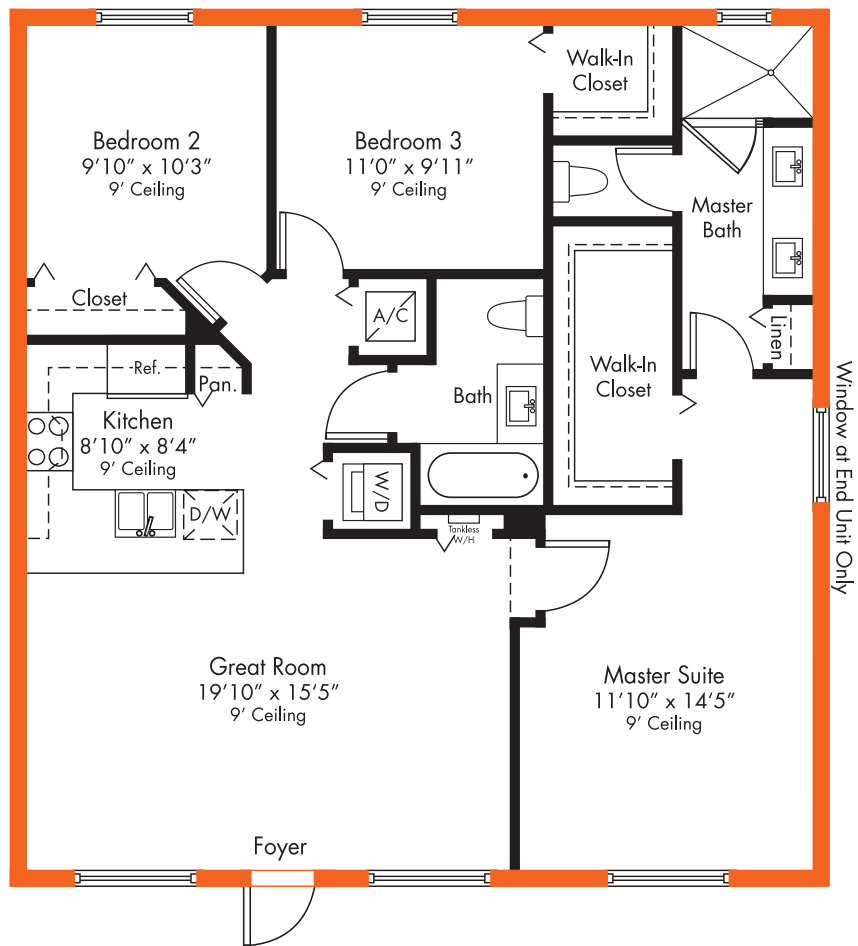 Walk-In
Closet
Bedroom 2
9'10” x 10'3”
9' Ceiling
Bedroom 3
11'0” x 9'11”
9' Ceiling
Master
Bath
Closet
A/C
Linen
Ref.
Pan.
Walk-In
Closet
Bath
Kitchen
8'10” x 8'4”
9' Ceiling
W/D
D/W
Tankless
W/H
Window at End Unit Only
Great Room
19'10” x 15'5”
9' Ceiling
Master Suite
11'10” x 14'5”
9' Ceiling
Foyer